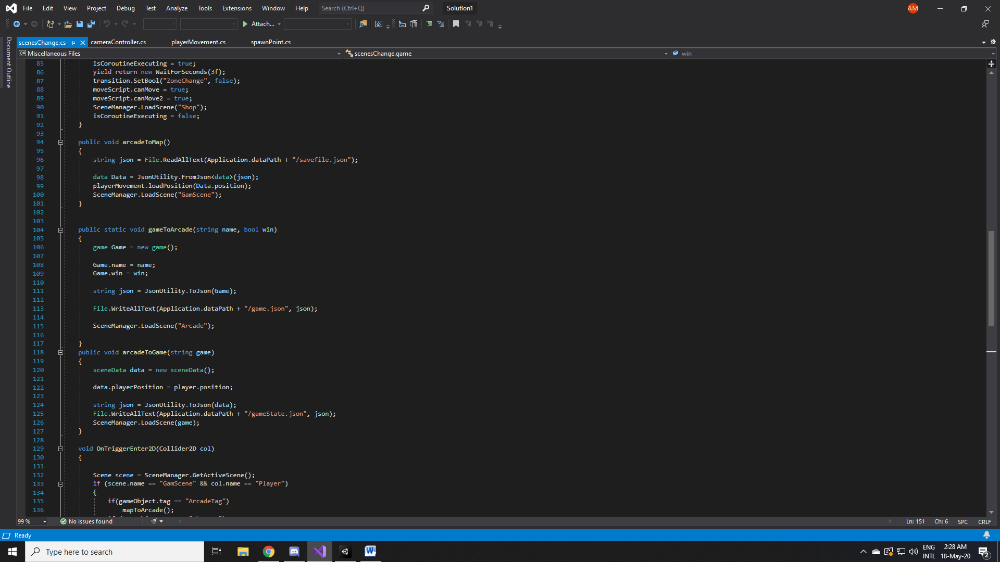 File Edit View Project Debug Test Analyze Tools Extensions Window Help Search (Ctrl+Q) Solution1 AM
Attach...
Document Outline
scenesChange.cs cameraController.cs playerMovement.cs spawnPoint.cs
C# Miscellaneous Files scenesChange.game win
85 isCoroutineExecuting = true;
86 yield return new WaitForSeconds(3f);
87 transition.SetBool("ZoneChange", false);
88 moveScript.canMove = true;
89 moveScript.canMove2 = true;
90 SceneManager.LoadScene("Shop");
91 isCoroutineExecuting = false;
92 }
93
94 public void arcadeToMap()
95 {
96 string json = File.ReadAllText(Application.dataPath + "/savefile.json");
97
98 data Data = JsonUtility.FromJson<data>(json);
99 playerMovement.loadPosition(Data.position);
100 SceneManager.LoadScene("GamScene");
101 }
102
103
104 public static void gameToArcade(string name, bool win)
105 {
106 game Game = new game();
107
108 Game.name = name;
109 Game.win = win;
110
111 string json = JsonUtility.ToJson(Game);
112
113 File.WriteAllText(Application.dataPath + "/game.json", json);
114
115 SceneManager.LoadScene("Arcade");
116
117 }
118 public void arcadeToGame(string game)
119 {
120 sceneData data = new sceneData();
121
122 data.playerPosition = player.position;
123
124 string json = JsonUtility.ToJson(data);
125 File.WriteAllText(Application.dataPath + "/gameState.json", json);
126 SceneManager.LoadScene(game);
127 }
128
129 void OnTriggerEnter2D(Collider2D col)
130 {
131
132 Scene scene = SceneManager.GetActiveScene();
133 if (scene.name == "GamScene" && col.name == "Player")
134 {
135 if(gameObject.tag == "ArcadeTag")
136 mapToArcade();
99 % No issues found Ln: 151 Ch: 6 SPC CRLF
Ready
Type here to search ENG INTL 2:28 AM 18-May-20 2